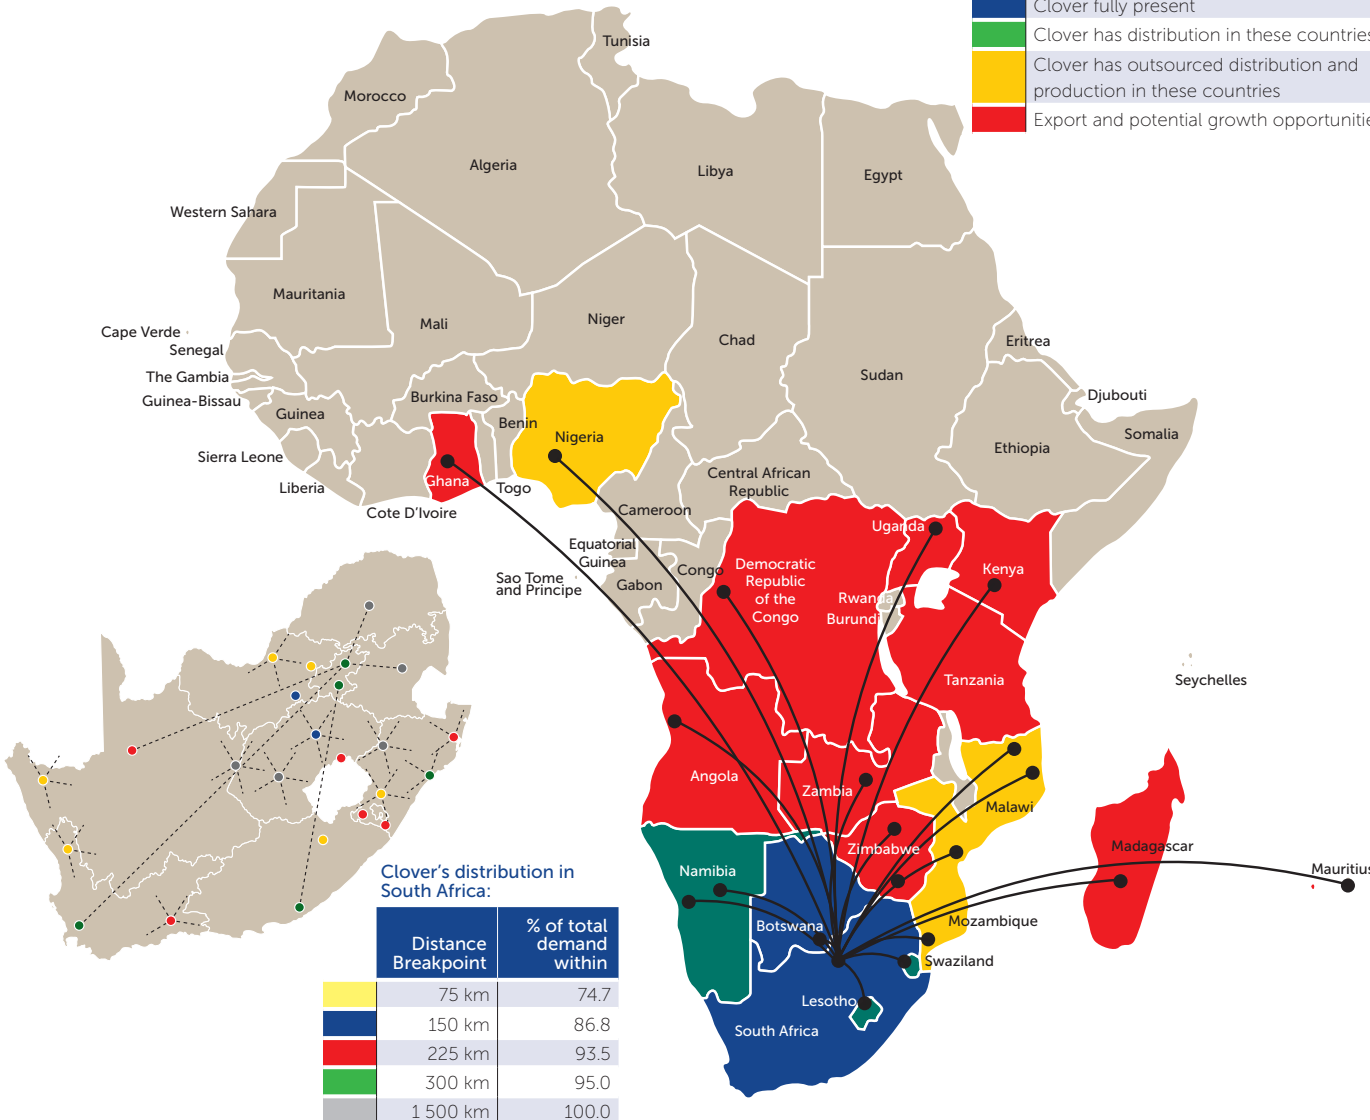 Clover fully present
Clover has distribution in these countries
Clover has outsourced distribution and
production in these countries
Export and potential growth opportunitie
Tunisia
Morocco
Algeria
Libya
Egypt
Western Sahara
Mauritania
Mali
Niger
Chad
Sudan
Eritrea
Cape Verde
Senegal
The Gambia
Guinea-Bissau
Guinea
Burkina Faso
Benin
Nigeria
Djubouti
Somalia
Ethiopia
Sierra Leone
Liberia
Cote D'Ivoire
Ghana
Togo
Central African
Republic
Cameroon
Equatorial
Guinea
Sao Tome
and Principe
Gabon
Congo
Democratic
Republic
of the
Congo
Uganda
Kenya
Rwanda
Burundi
Tanzania
Seychelles
Angola
Zambia
Malawi
Zimbabwe
Madagascar
Mauritius
Namibia
Botswana
Mozambique
Swaziland
Lesotho
South Africa
Clover's distribution in
South Africa:
Distance
Breakpoint
% of total
demand
within
75 km 74.7
150 km 86.8
225 km 93.5
300 km 95.0
1 500 km 100.0